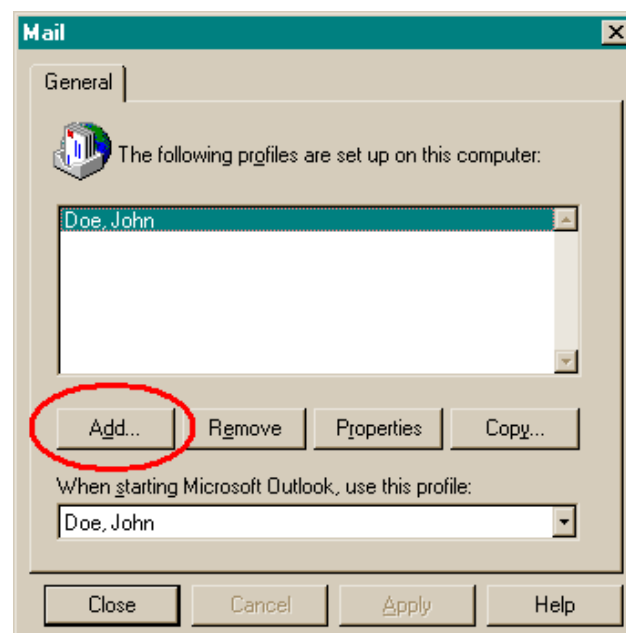 Mail
General
The following profiles are set up on this computer:
Doe, John
Add... Remove Properties Copy...
When starting Microsoft Outlook, use this profile:
Doe, John
Close Cancel Apply Help